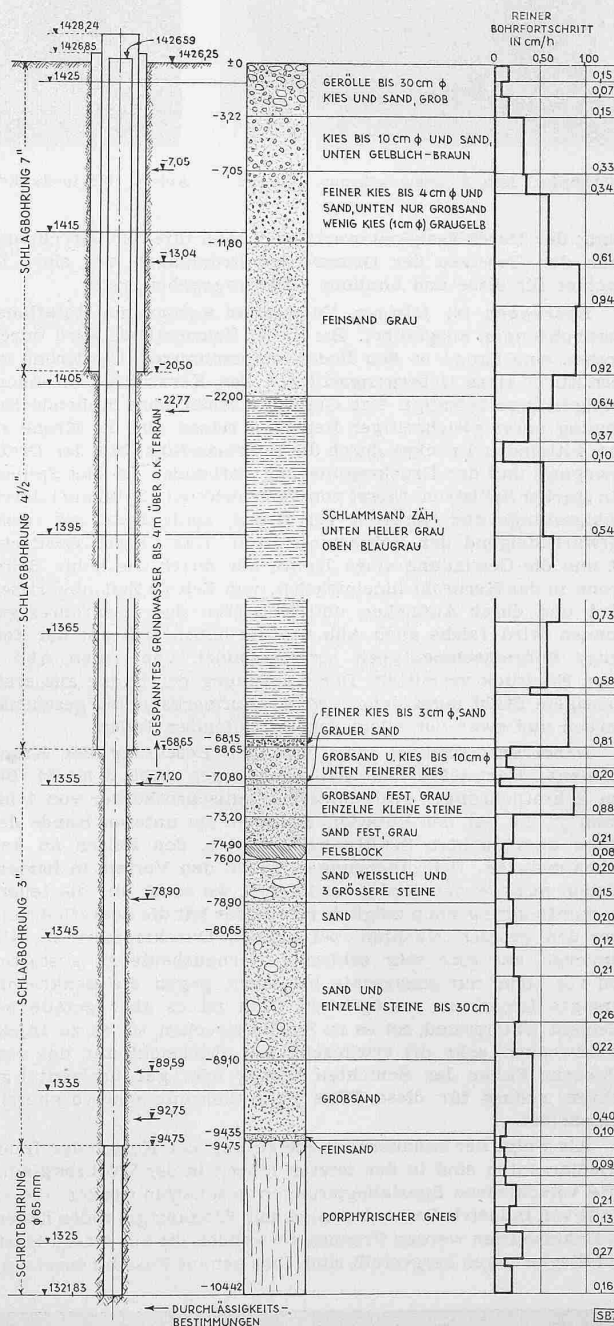 REINER
BOHRFORTSCHRITT
IN cm/h
0 0,50 1,00
1428,24
1426,85
1426,59
1426,25
1425
1415
1405
1395
1365
1355
1345
1335
1325
1321,83
SCHLAGBOHRUNG 7"
SCHLAGBOHRUNG 4½"
SCHLAGBOHRUNG 3"
SCHROTBOHRUNG
φ 65 mm
GESPANNTES GRUNDWASSER BIS 4 m ÜBER O.K. TERRAIN
-7,05
-13,04
-20,50
-22,77
-68,65
-71,20
-78,90
-89,59
-92,75
-94,75
DURCHLÄSSIGKEITS-
BESTIMMUNGEN
±0
-3,22
-7,05
-11,80
-22,00
-68,15
-68,65
-70,80
-73,20
-74,90
-76,00
-78,90
-80,65
-89,10
-94,35
-94,75
-104,42
GERÖLLE BIS 30 cm φ
KIES UND SAND, GROB
KIES BIS 10 cm φ UND SAND,
UNTEN GELBLICH-BRAUN
FEINER KIES BIS 4 cm φ UND
SAND, UNTEN NUR GROBSAND
WENIG KIES (1cm φ) GRAUGELB
FEINSAND GRAU
SCHLAMMSAND ZÄH,
UNTEN HELLER GRAU
OBEN BLAUGRAU
FEINER KIES BIS 3 cm φ, SAND
GRAUER SAND
GROBSAND U. KIES BIS 10 cm φ
UNTEN FEINERER KIES
GROBSAND FEST, GRAU
EINZELNE KLEINE STEINE
SAND FEST, GRAU
FELSBLOCK
SAND WEISSLICH UND
3 GRÖSSERE STEINE
SAND
SAND UND
EINZELNE STEINE BIS 30 cm
GROBSAND
FEINSAND
PORPHYRISCHER GNEIS
0,15
0,07
0,15
0,33
0,34
0,61
0,94
0,92
0,64
0,37
0,10
0,54
0,73
0,58
0,81
0,20
0,88
0,21
0,08
0,20
0,15
0,20
0,12
0,21
0,26
0,22
0,40
0,10
0,09
0,21
0,13
0,27
0,16